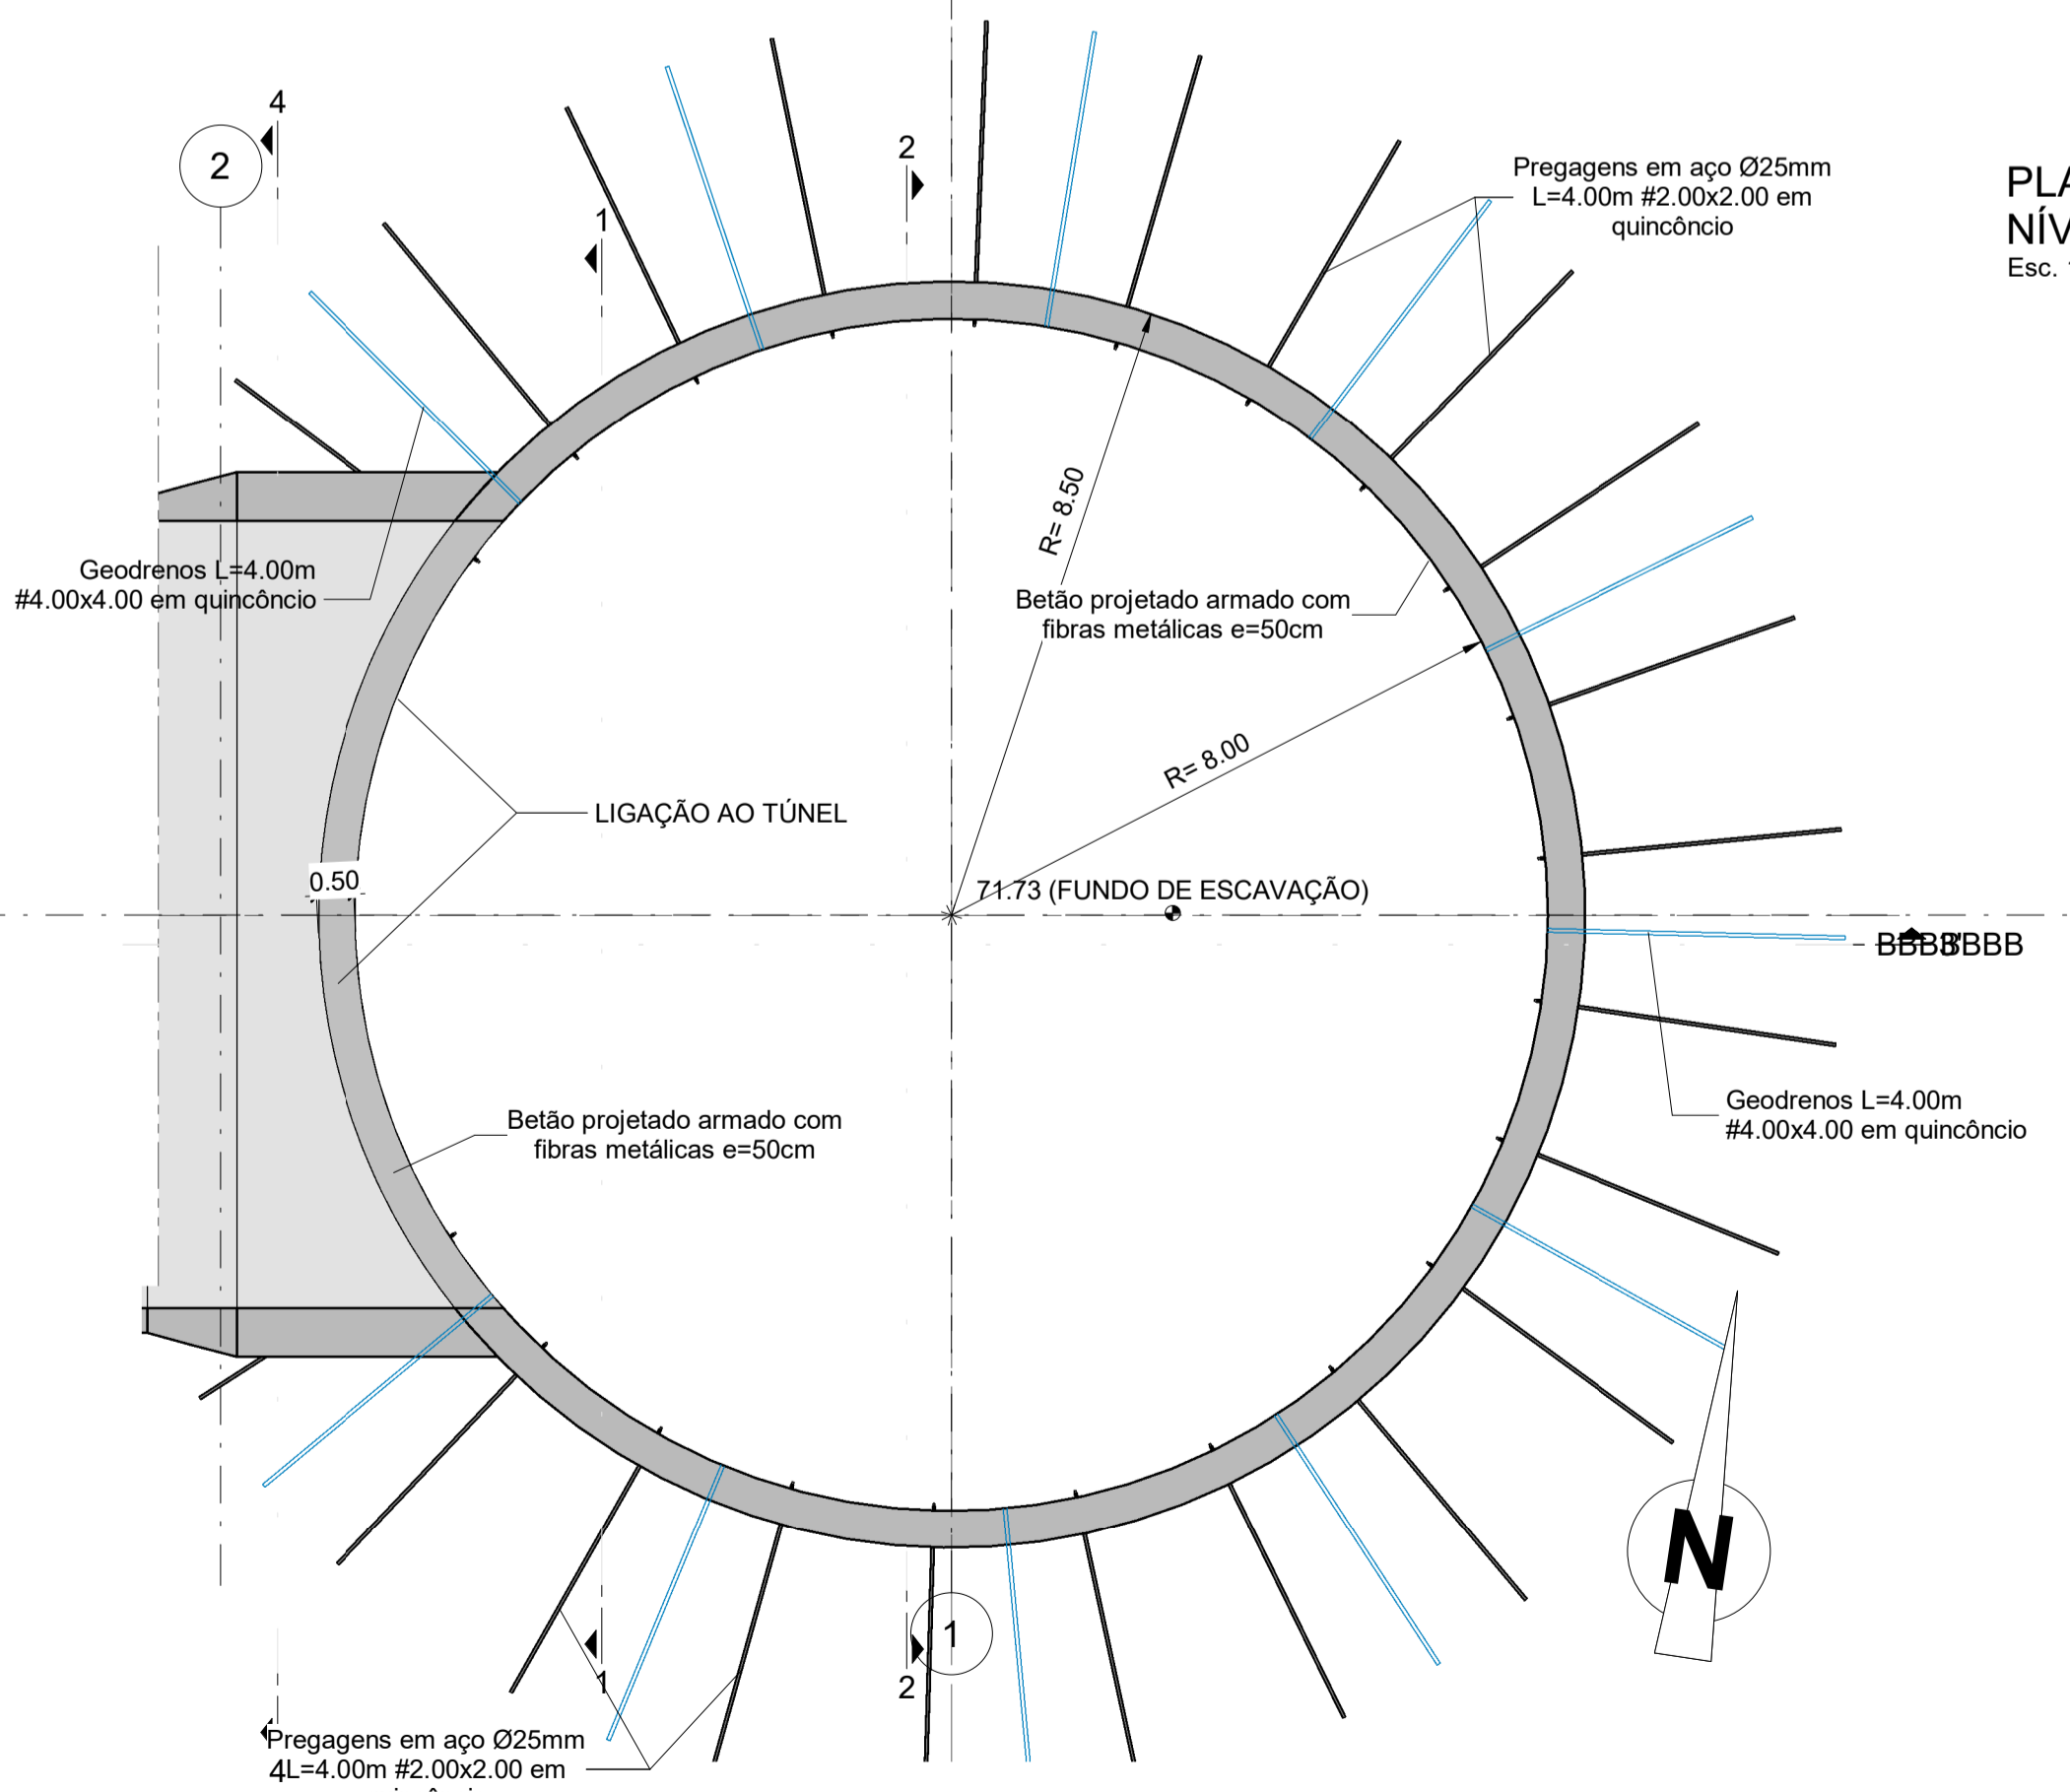 4
2
2
1
Pregagens em aço Ø25mm
L=4.00m #2.00x2.00 em
quincôncio
PLA
NÍV
Esc.
R= 8.50
Geodrenos L=4.00m
#4.00x4.00 em quincôncio
Betão projetado armado com
fibras metálicas e=50cm
R= 8.00
LIGAÇÃO AO TÚNEL
0.50
71.73 (FUNDO DE ESCAVAÇÃO)
Geodrenos L=4.00m
#4.00x4.00 em quincôncio
Betão projetado armado com
fibras metálicas e=50cm
N
1
1
2
Pregagens em aço Ø25mm
4
L=4.00m #2.00x2.00 em